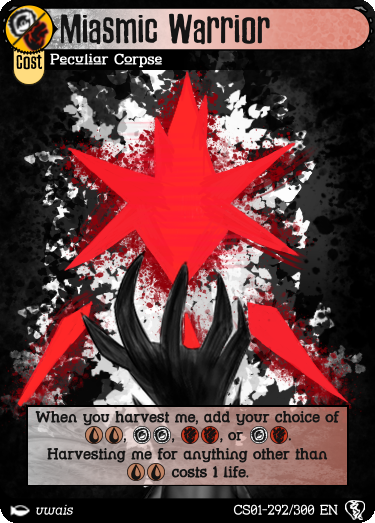 Miasmic Warrior
COST
Peculiar Corpse
When you harvest me, add your choice of
, , , or .
Harvesting me for anything other than
costs 1 life.
uwais
CS01-292/300 EN